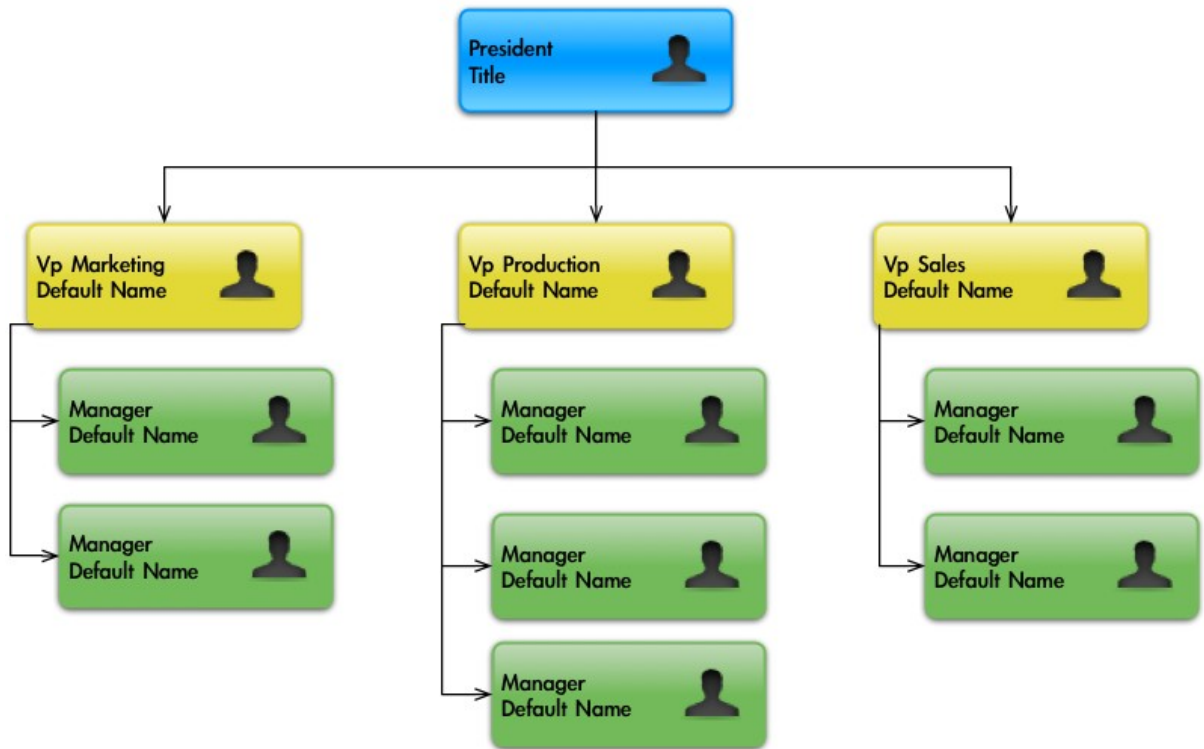 President
Title
Vp Marketing
Default Name
Vp Production
Default Name
Vp Sales
Default Name
Manager
Default Name
Manager
Default Name
Manager
Default Name
Manager
Default Name
Manager
Default Name
Manager
Default Name
Manager
Default Name